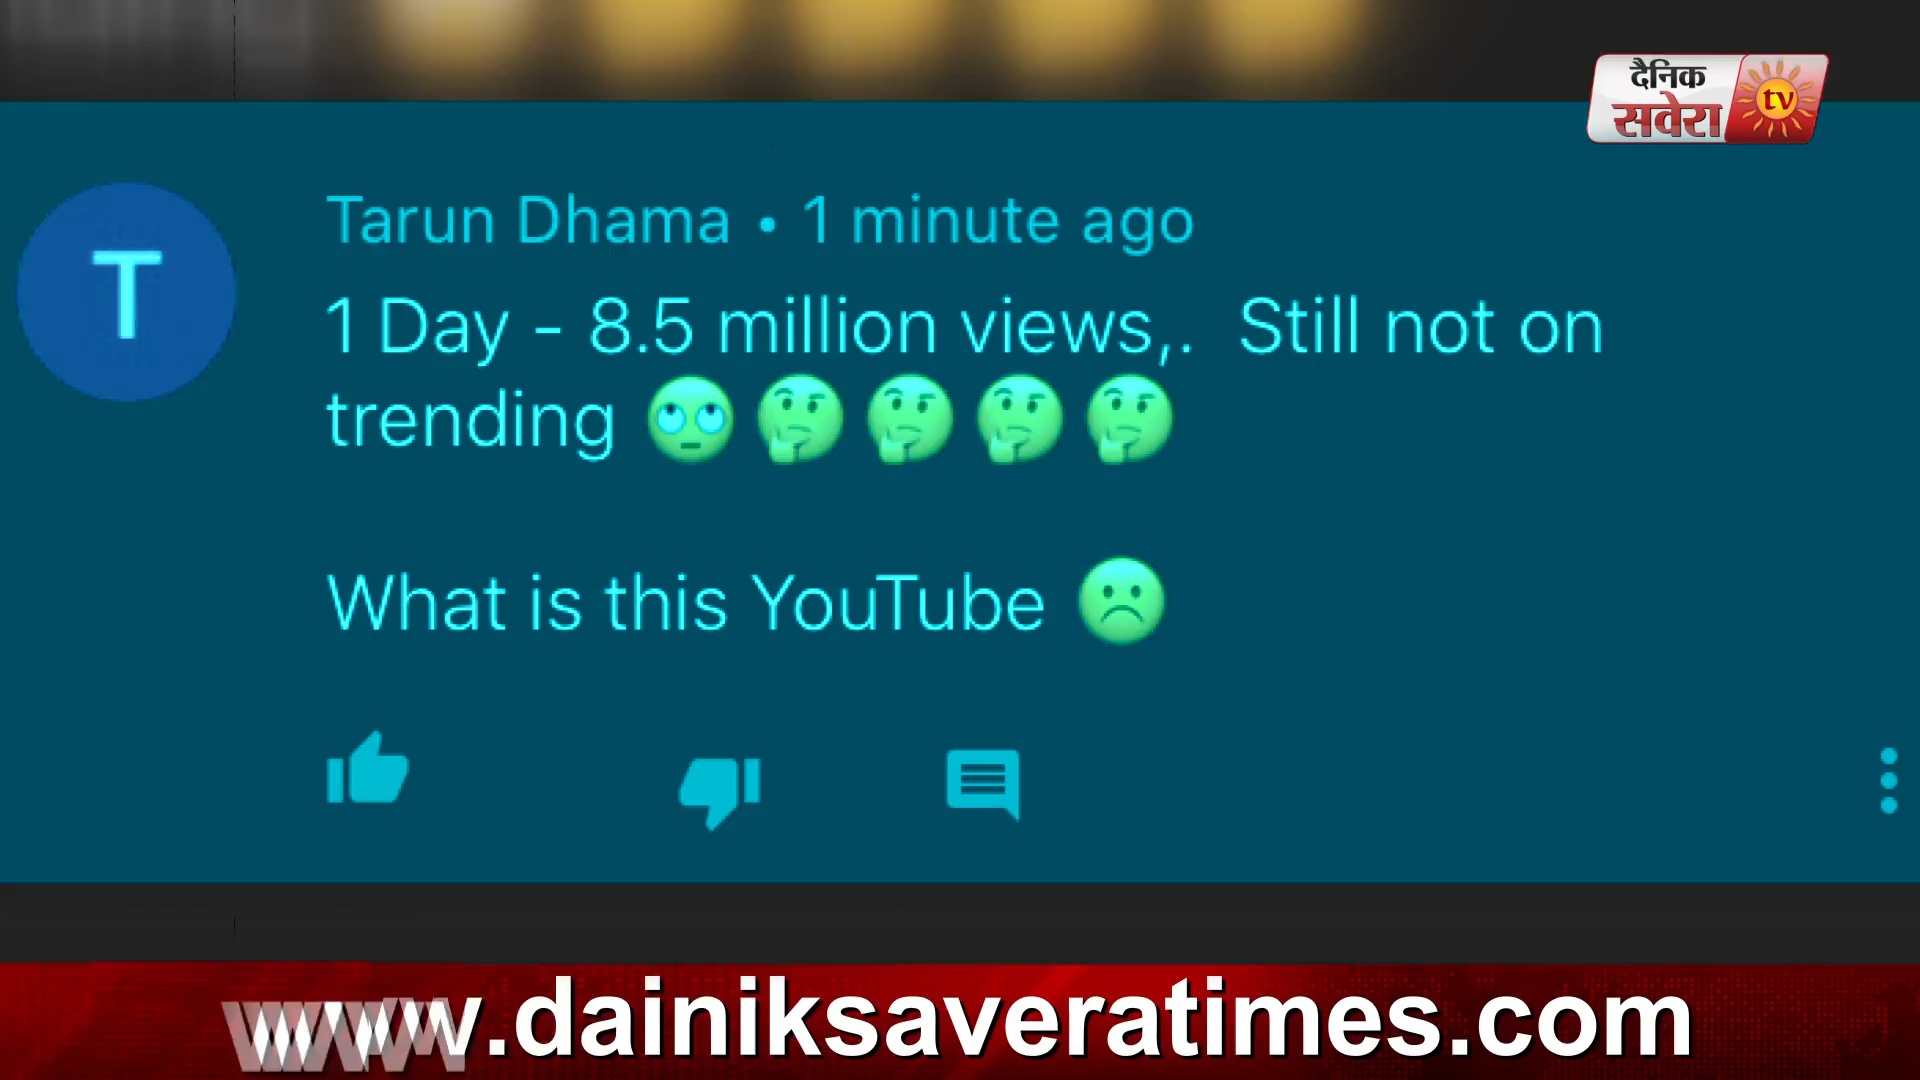 दैनिक
सवेरा
tv
T
Tarun Dhama • 1 minute ago
1 Day - 8.5 million views,. Still not on
trending 🙄🤔🤔🤔🤔
What is this YouTube ☹️
www.dainiksaveratimes.com